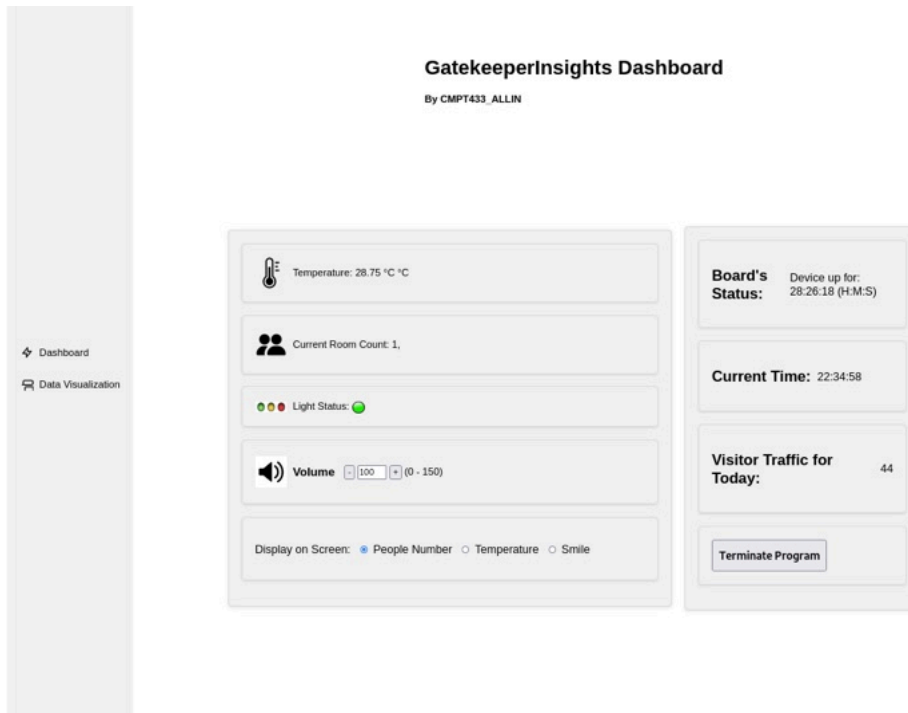 GatekeeperInsights Dashboard
By CMPT433_ALLIN
Dashboard
Data Visualization
Temperature: 28.75 °C °C
Current Room Count: 1,
Light Status:
Volume - 100 + (0 - 150)
Display on Screen: People Number Temperature Smile
Board's
Status:
Device up for:
28:26:18 (H:M:S)
Current Time: 22:34:58
Visitor Traffic for
Today:
44
Terminate Program